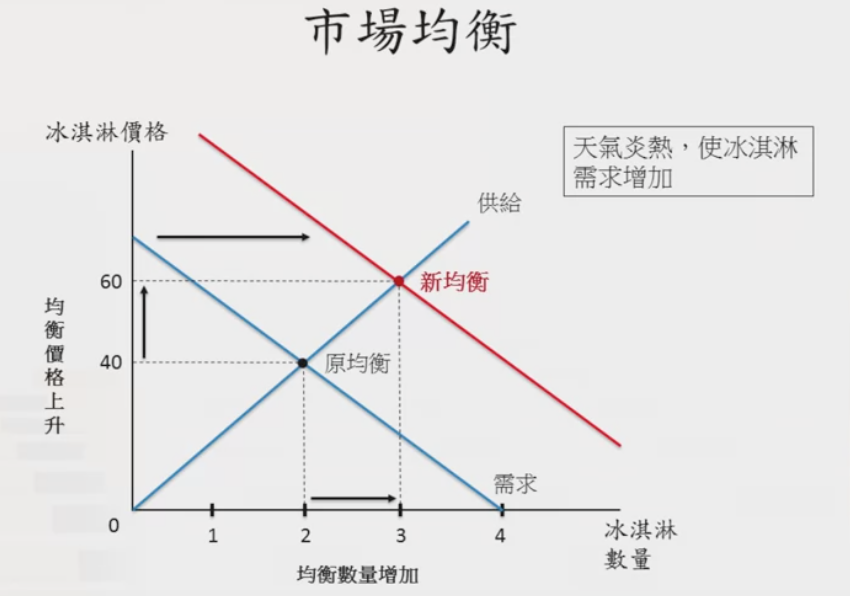 市場均衡
冰淇淋價格
天氣炎熱，使冰淇淋
需求增加
供給
60
新均衡
均衡價格上升
40
原均衡
需求
0
1
2
3
4
冰淇淋
數量
均衡數量增加